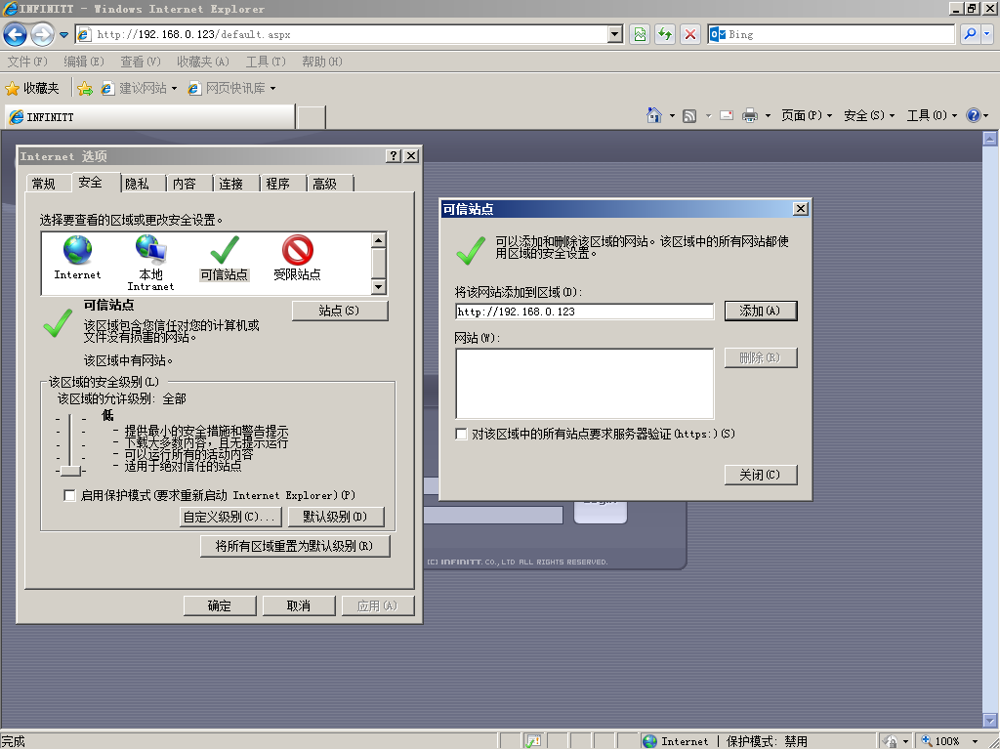 INFINITT - Windows Internet Explorer
http://192.168.0.123/default.aspx
Bing
文件(F) 编辑(E) 查看(V) 收藏夹(A) 工具(T) 帮助(H)
收藏夹 建议网站 网页快讯库
INFINITT
页面(P) 安全(S) 工具(O)
Internet 选项
常规 安全 隐私 内容 连接 程序 高级
选择要查看的区域或更改安全设置。
Internet
本地
Intranet
可信站点
受限站点
可信站点
该区域包含您信任对您的计算机或
文件没有损害的网站。
站点(S)
该区域中有网站。
该区域的安全级别(L)
该区域的允许级别: 全部
低
- 提供最小的安全措施和警告提示
- 下载大多数内容，且无提示运行
- 可以运行所有的活动内容
- 适用于绝对信任的站点
启用保护模式(要求重新启动 Internet Explorer)(P)
自定义级别(C)... 默认级别(D)
将所有区域重置为默认级别(R)
确定 取消 应用(A)
可信站点
可以添加和删除该区域的网站。该区域中的所有网站都使
用区域的安全设置。
将该网站添加到区域(D):
http://192.168.0.123
添加(A)
网站(W):
删除(R)
对该区域中的所有站点要求服务器验证(https:)(S)
关闭(C)
(C) INFINITT. CO., LTD ALL RIGHTS RESERVED.
完成
Internet | 保护模式: 禁用
100%